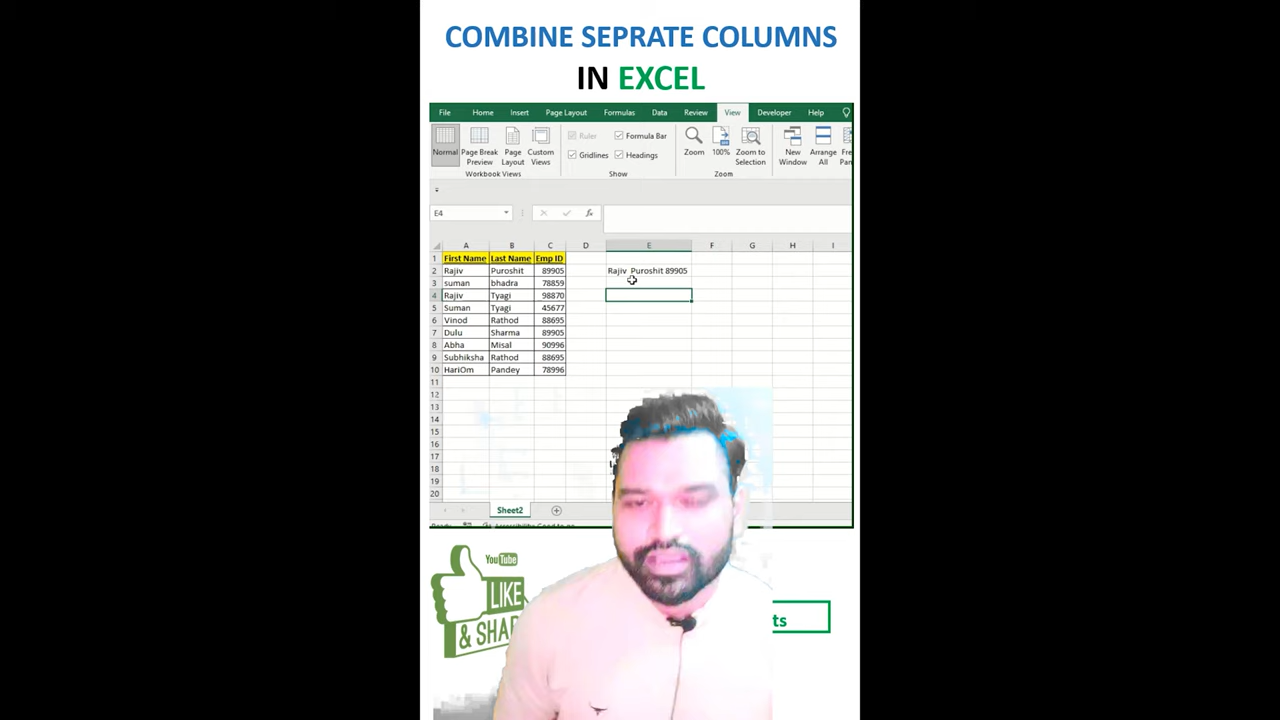 COMBINE SEPRATE COLUMNS
IN EXCEL
File Home Insert Page Layout Formulas Data Review View Developer Help
Normal Page Break Preview Page Layout Custom Views
Ruler Formula Bar
Gridlines Headings
Zoom 100% Zoom to Selection
New Window Arrange All
Workbook Views Show Zoom
E4
A B C D E F G H I
1 First Name Last Name Emp ID
2 Rajiv Puroshit 89905 Rajiv Puroshit 89905
3 suman bhadra 78859
4 Rajiv Tyagi 98870
5 Suman Tyagi 45677
6 Vinod Rathod 88695
7 Dulu Sharma 89905
8 Abha Misal 90996
9 Subhiksha Rathod 88695
10 HariOm Pandey 78996
11
12
13
14
15
16
17
18
19
20
Sheet2
YouTube
LIKE
& SHAR
ts